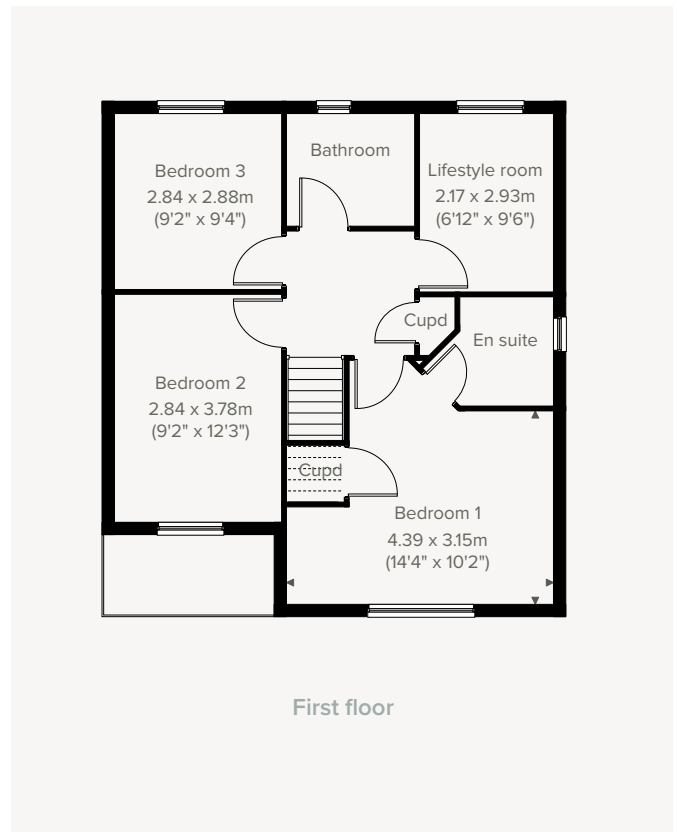 Bathroom
Bedroom 3
2.84 x 2.88m
(9'2" x 9'4")
Lifestyle room
2.17 x 2.93m
(6'12" x 9'6")
Cupd
En suite
Bedroom 2
2.84 x 3.78m
(9'2" x 12'3")
Cupd
Bedroom 1
4.39 x 3.15m
(14'4" x 10'2")
First floor